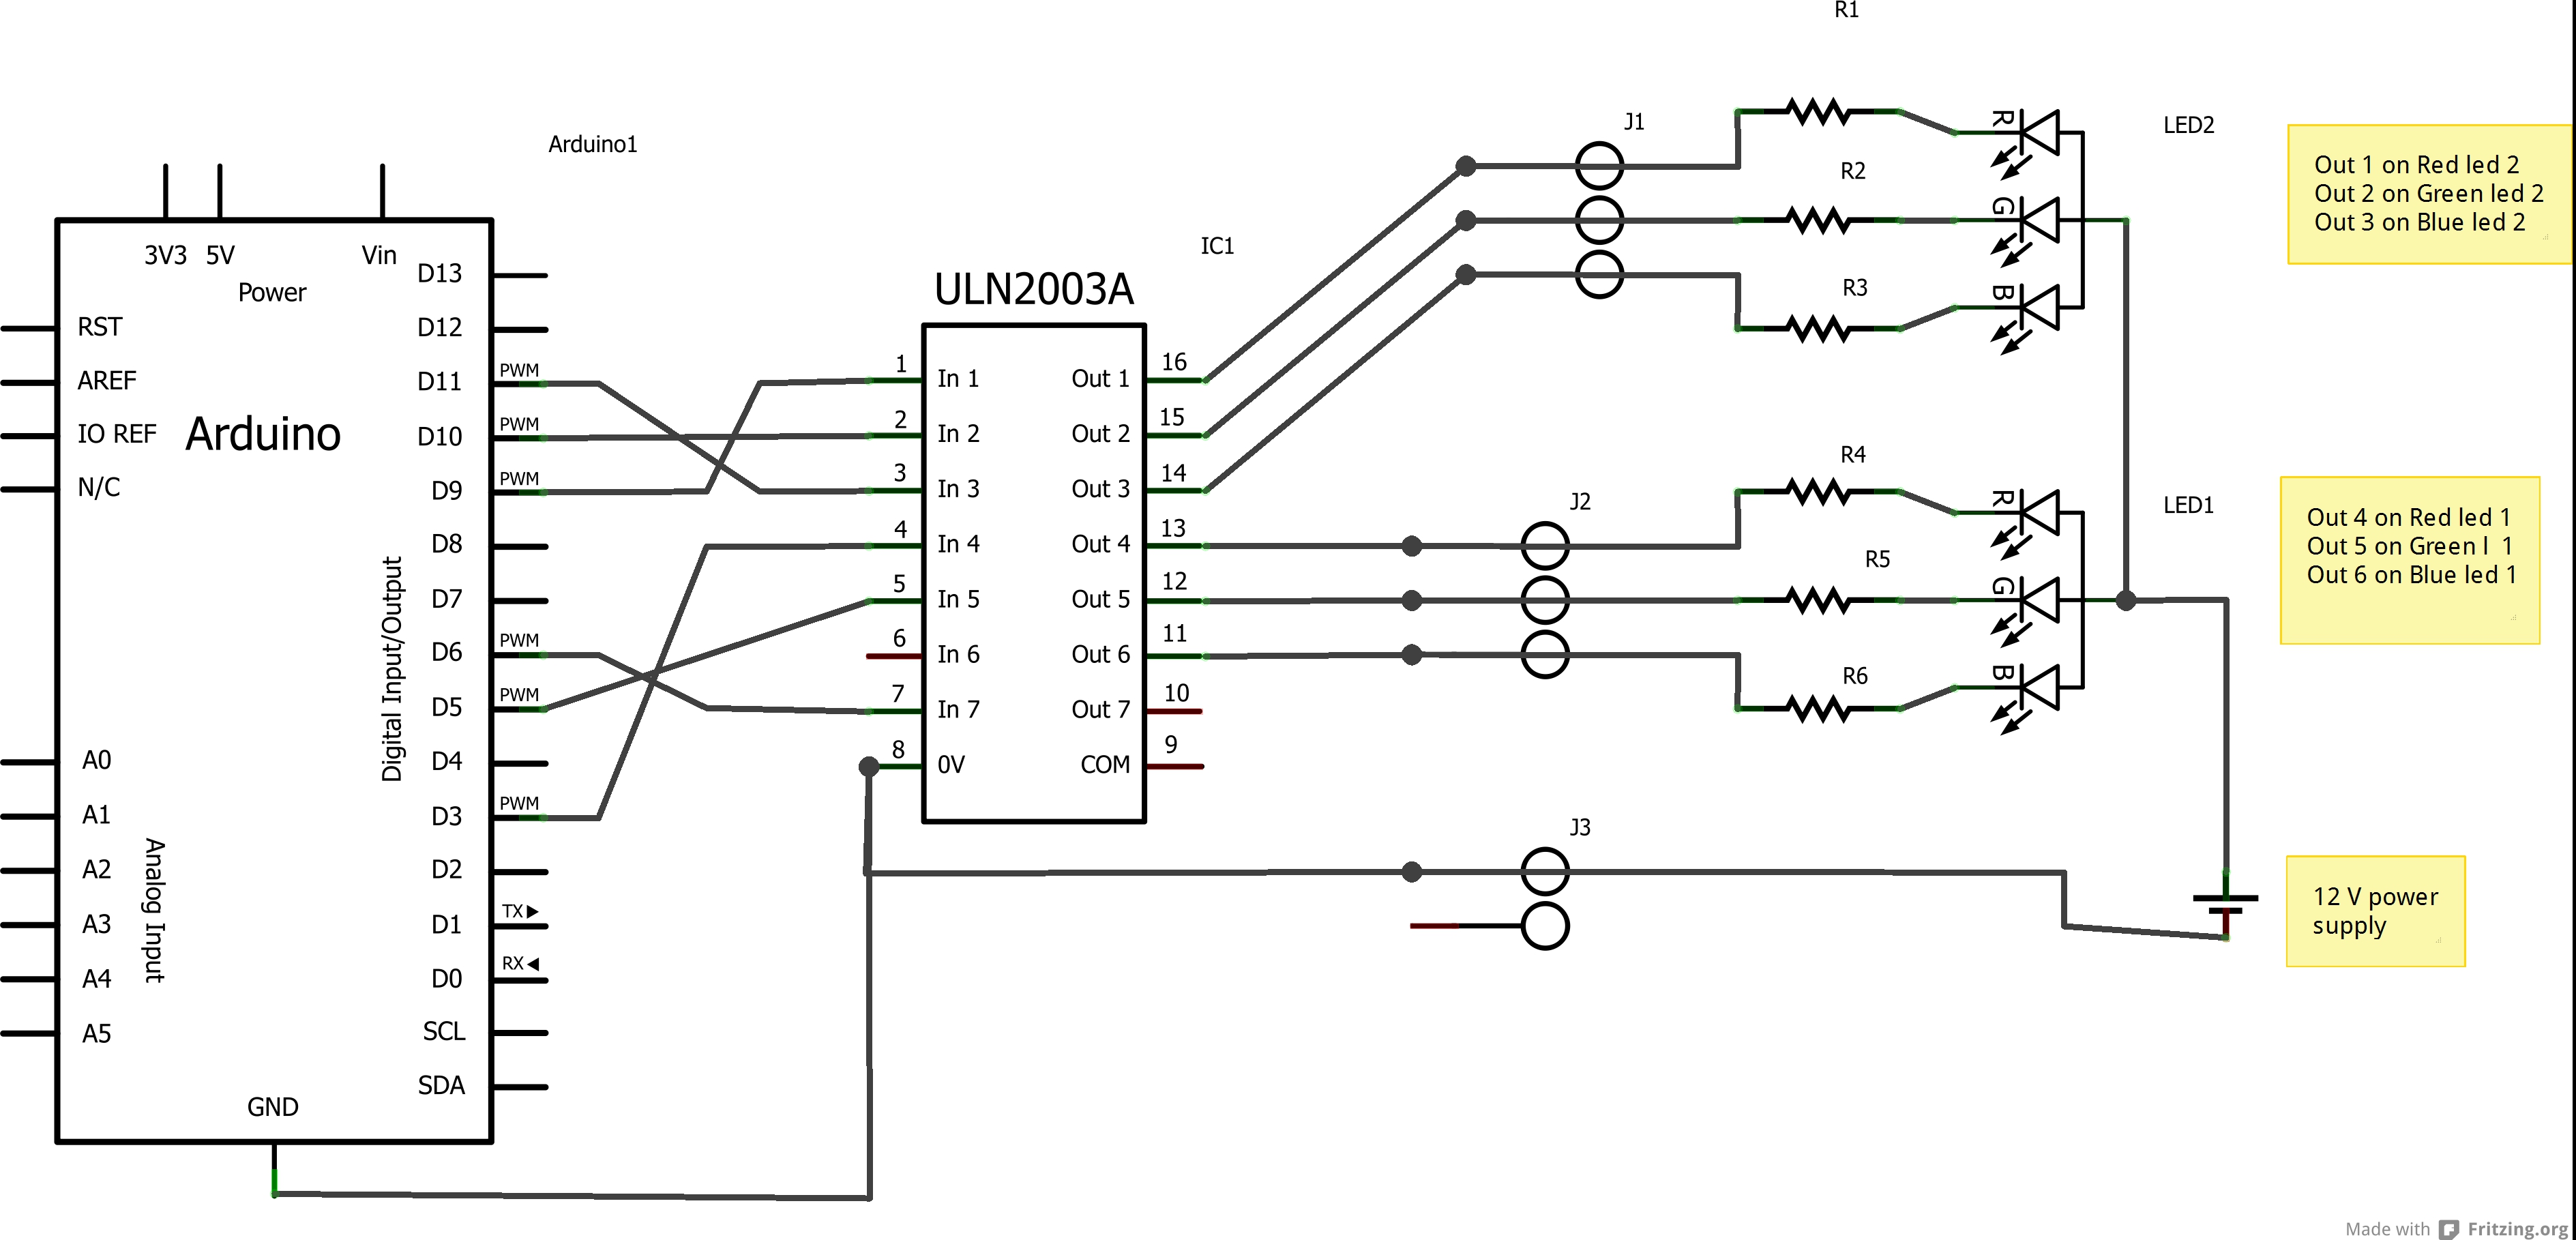 R1
Arduino1
3V3 5V Vin
Power
RST
AREF
IO REF
N/C
Arduino
A0
A1
A2
A3
A4
A5
Analog Input
Digital Input/Output
D13
D12
D11 PWM
D10 PWM
D9 PWM
D8
D7
D6 PWM
D5 PWM
D4
D3 PWM
D2
D1 TX
D0 RX
SCL
SDA
GND
IC1
ULN2003A
1 In 1 Out 1 16
2 In 2 Out 2 15
3 In 3 Out 3 14
4 In 4 Out 4 13
5 In 5 Out 5 12
6 In 6 Out 6 11
7 In 7 Out 7 10
8 0V COM 9
J1
R2
R3
R
G
B
LED2
Out 1 on Red led 2
Out 2 on Green led 2
Out 3 on Blue led 2
J2
R4
R5
R6
R
G
B
LED1
Out 4 on Red led 1
Out 5 on Green l 1
Out 6 on Blue led 1
J3
12 V power
supply
Made with Fritzing.org